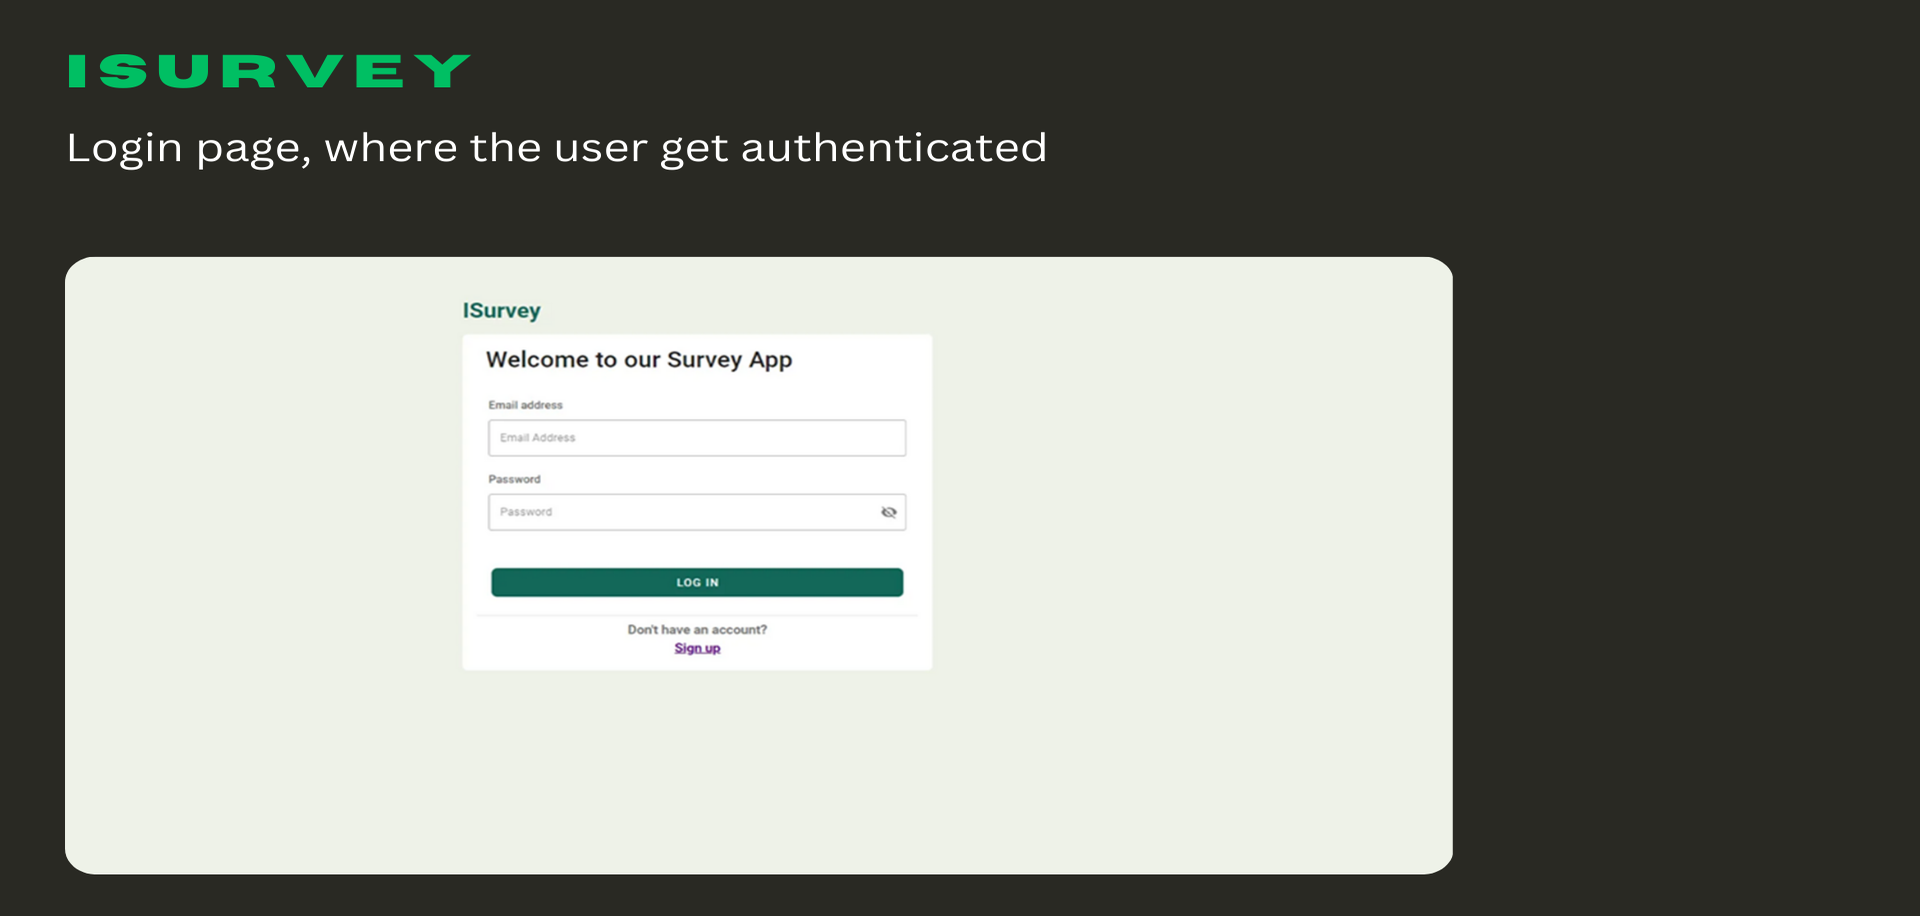 ISURVEY
Login page, where the user get authenticated
ISurvey
Welcome to our Survey App
Email address
Email Address
Password
Password
LOG IN
Don't have an account?
Sign up